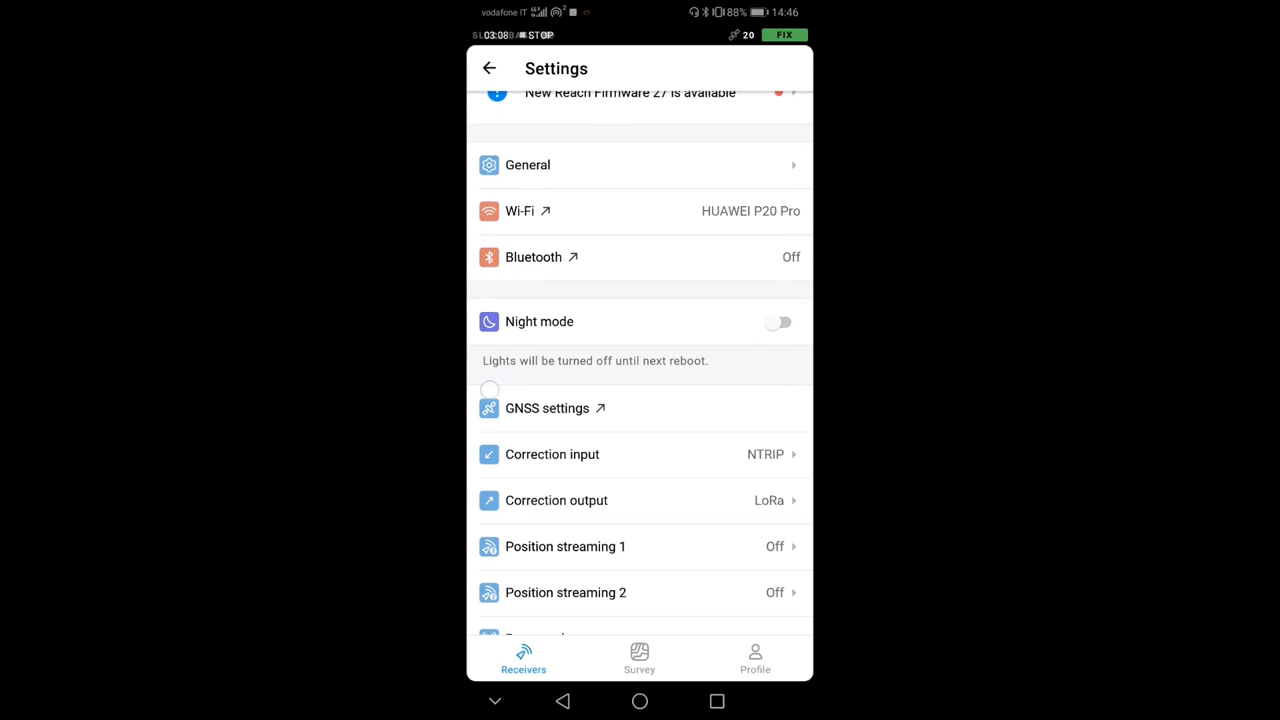 vodafone IT 2 88% 14:46
03:08 STOP 20 FIX
Settings
New Reach Firmware 27 is available
General
Wi-Fi HUAWEI P20 Pro
Bluetooth Off
Night mode
Lights will be turned off until next reboot.
GNSS settings
Correction input NTRIP
Correction output LoRa
Position streaming 1 Off
Position streaming 2 Off
Receivers Survey Profile